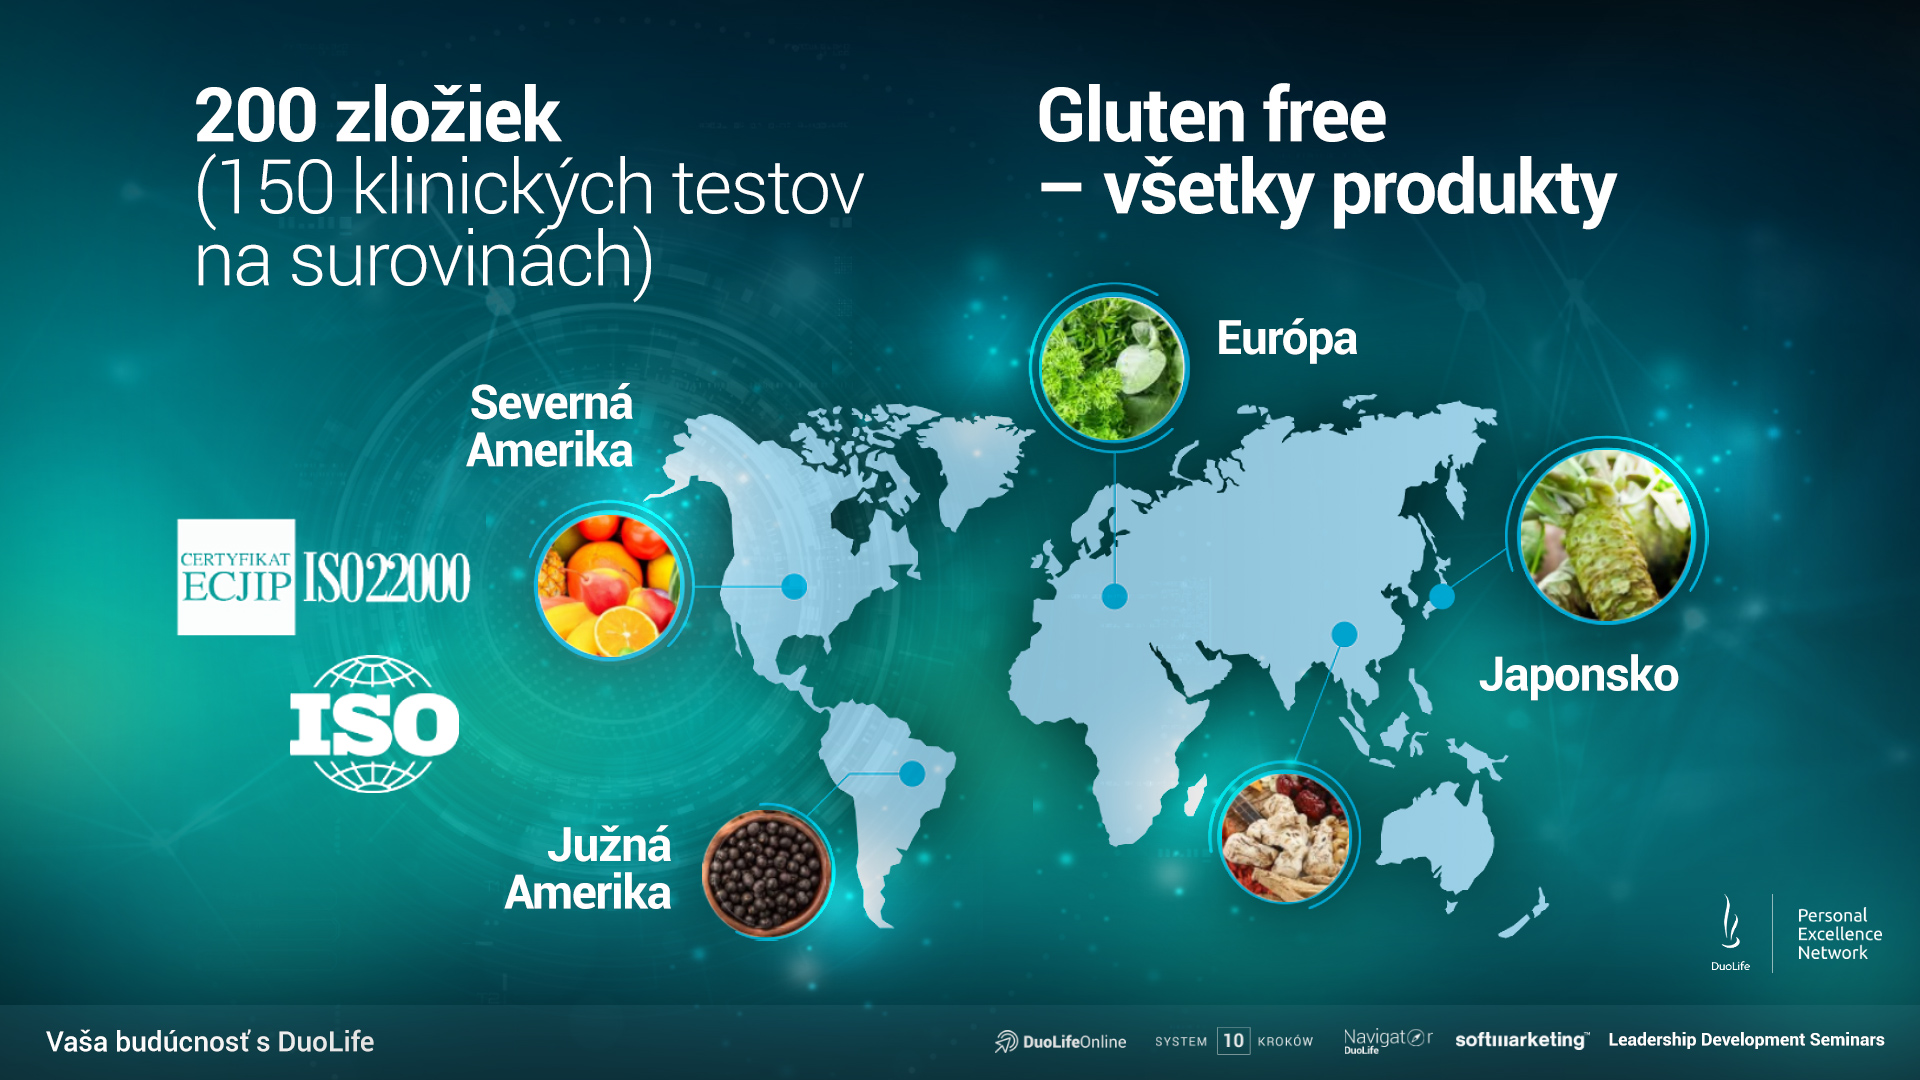 200 zložiek
(150 klinických testov
na surovinách)
Gluten free
– všetky produkty
Európa
Severná
Amerika
CERTYFIKAT
ECJIP
ISO22000
ISO
Japonsko
Južná
Amerika
DuoLife
Personal
Excellence
Network
Vaša budúcnosť s DuoLife
DuoLifeOnline
SYSTEM 10 KROKÓW
Navigator
DuoLife
softmarketing™
Leadership Development Seminars